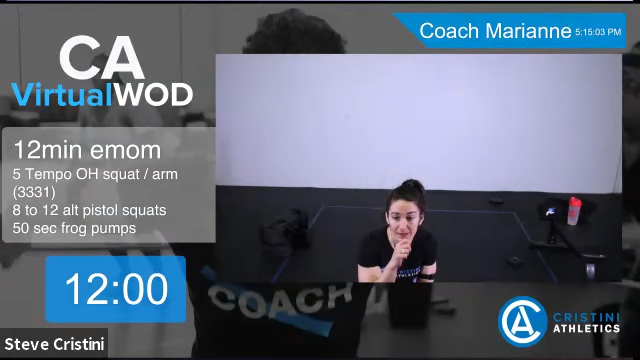 Coach Marianne 5:15:03 PM
CA
VirtualWOD
12min emom
5 Tempo OH squat / arm
(3331)
8 to 12 alt pistol squats
50 sec frog pumps
12:00
COACH
CA CRISTINI
ATHLETICS
Steve Cristini